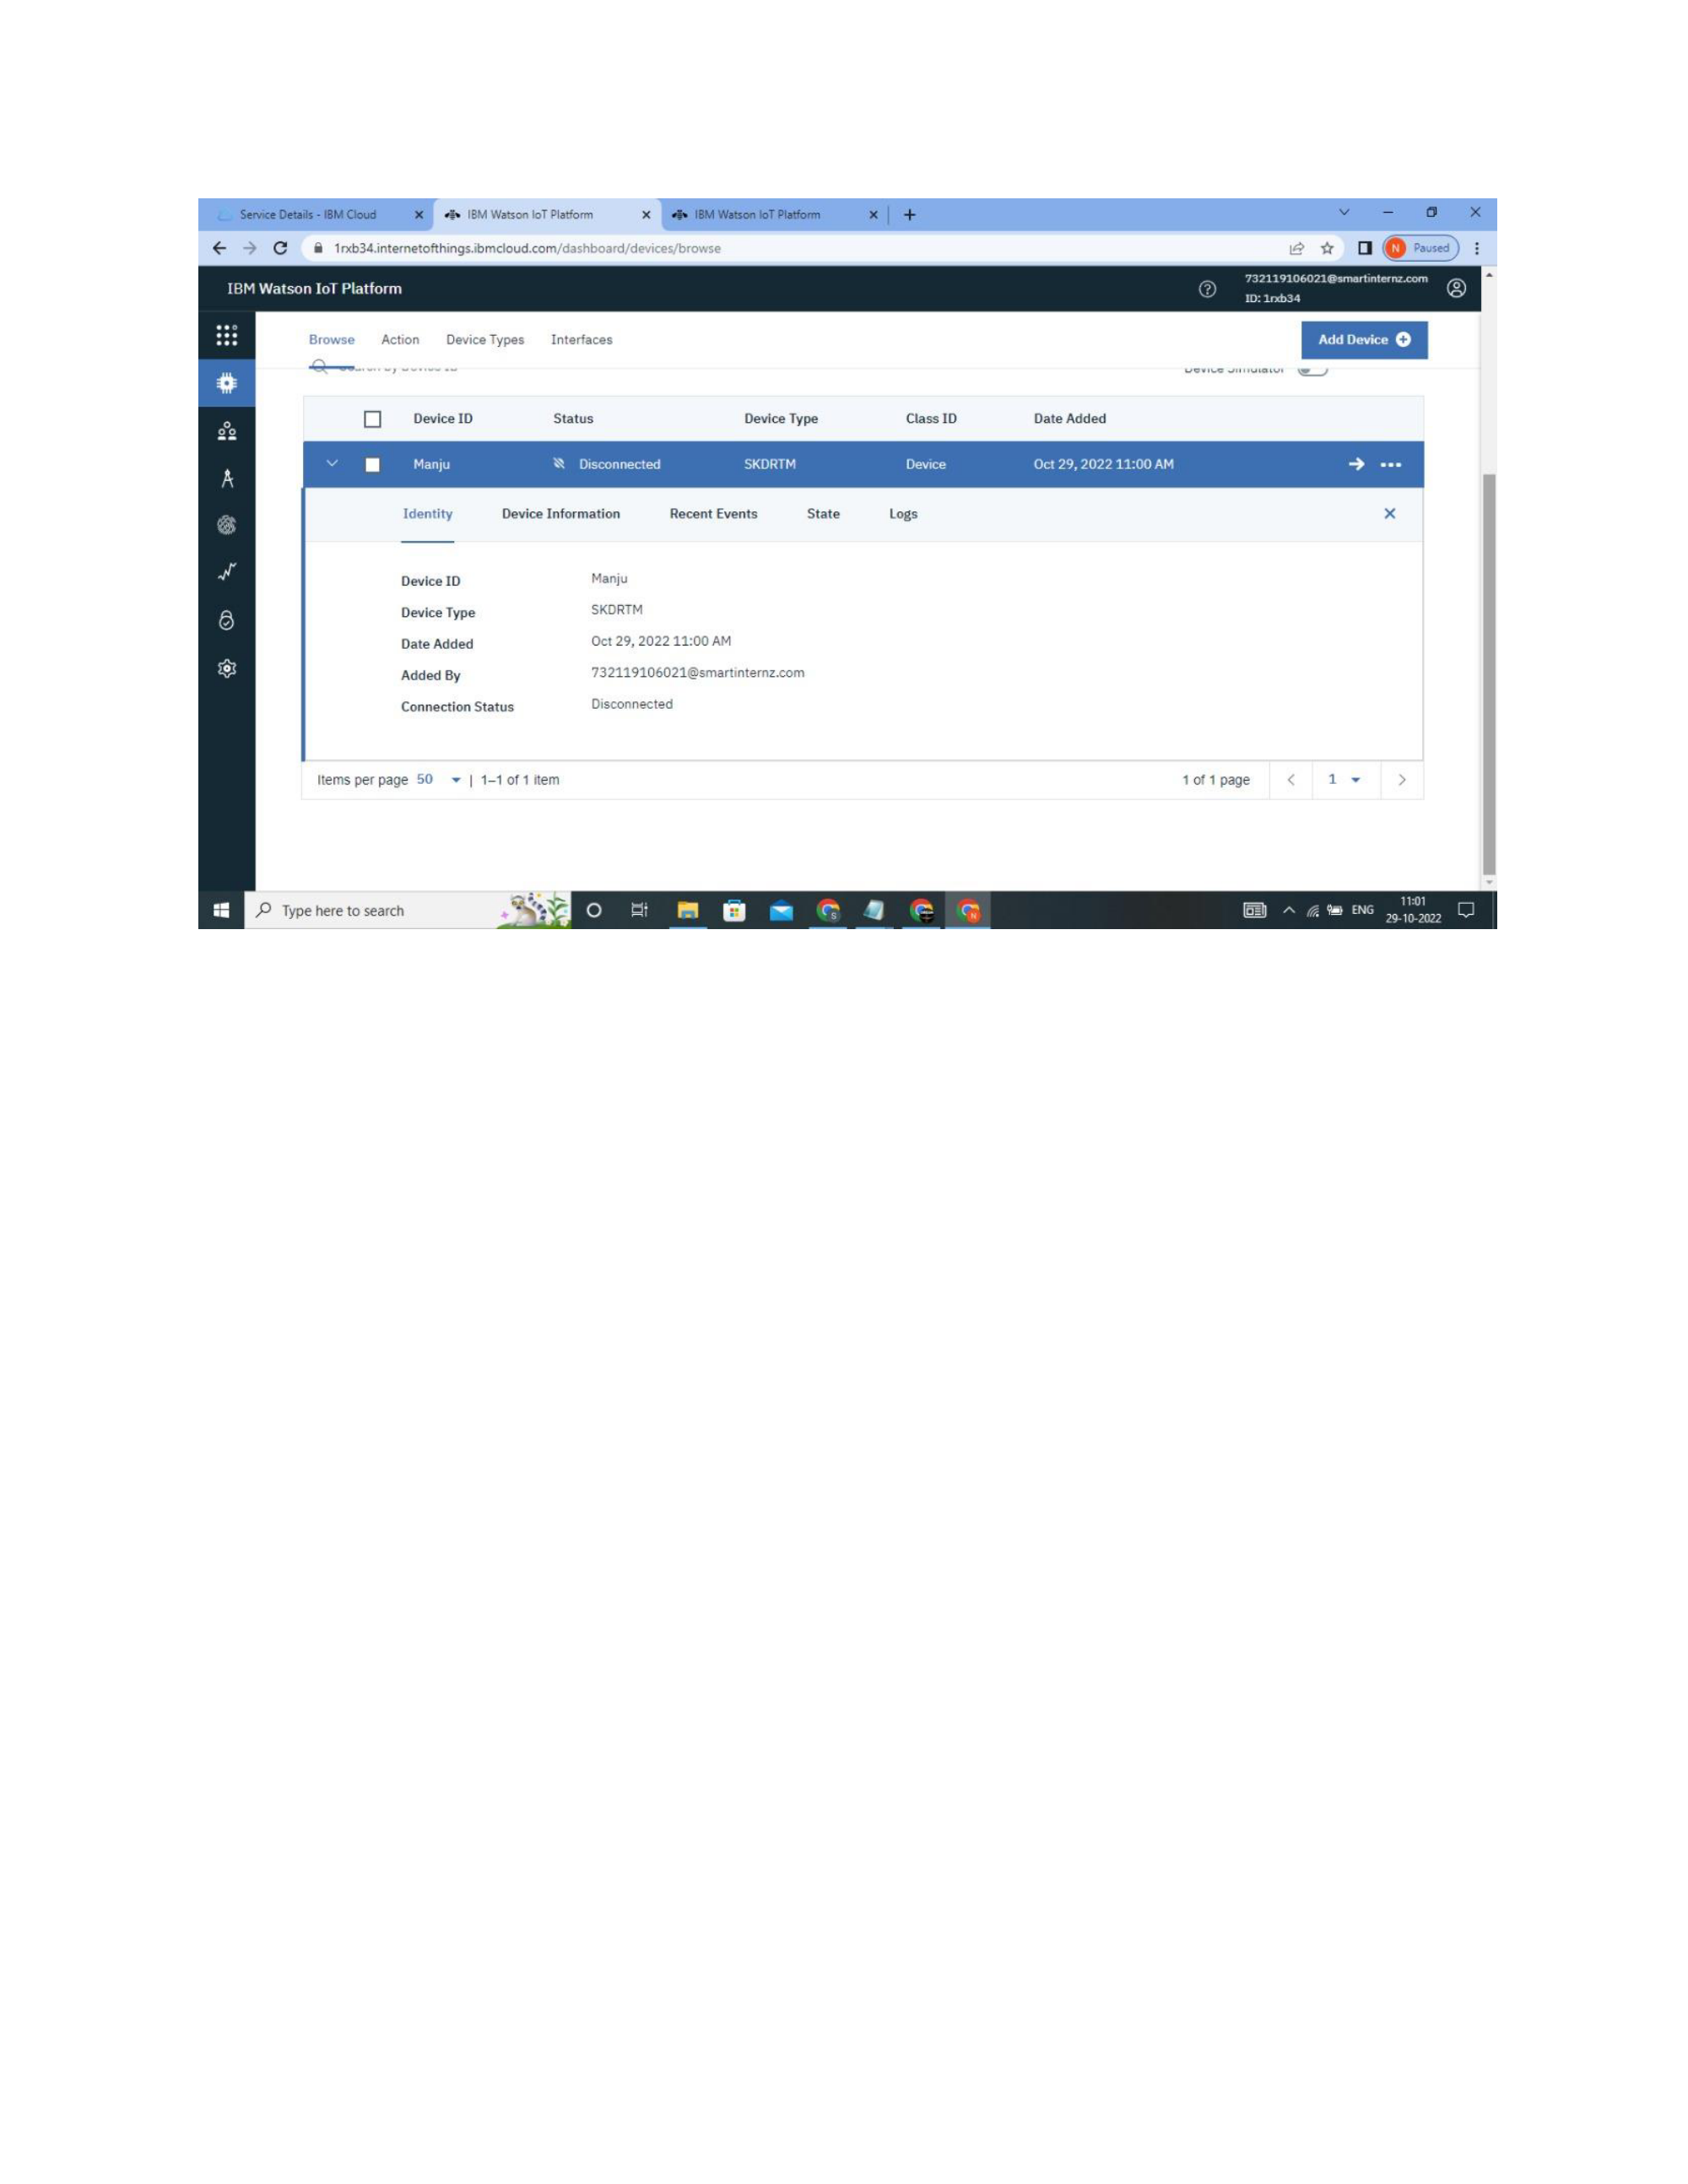 Service Details - IBM Cloud
IBM Watson IoT Platform
IBM Watson IoT Platform
1rxb34.internetofthings.ibmcloud.com/dashboard/devices/browse
N Paused
IBM Watson IoT Platform
732119106021@smartinternz.com
ID: 1rxb34
Browse Action Device Types Interfaces
Add Device
Search by Device ID
Device Simulator
Device ID Status Device Type Class ID Date Added
Manju Disconnected SKDRTM Device Oct 29, 2022 11:00 AM
Identity Device Information Recent Events State Logs
Device ID Manju
Device Type SKDRTM
Date Added Oct 29, 2022 11:00 AM
Added By 732119106021@smartinternz.com
Connection Status Disconnected
Items per page 50 | 1–1 of 1 item
1 of 1 page 1
Type here to search
ENG
11:01
29-10-2022